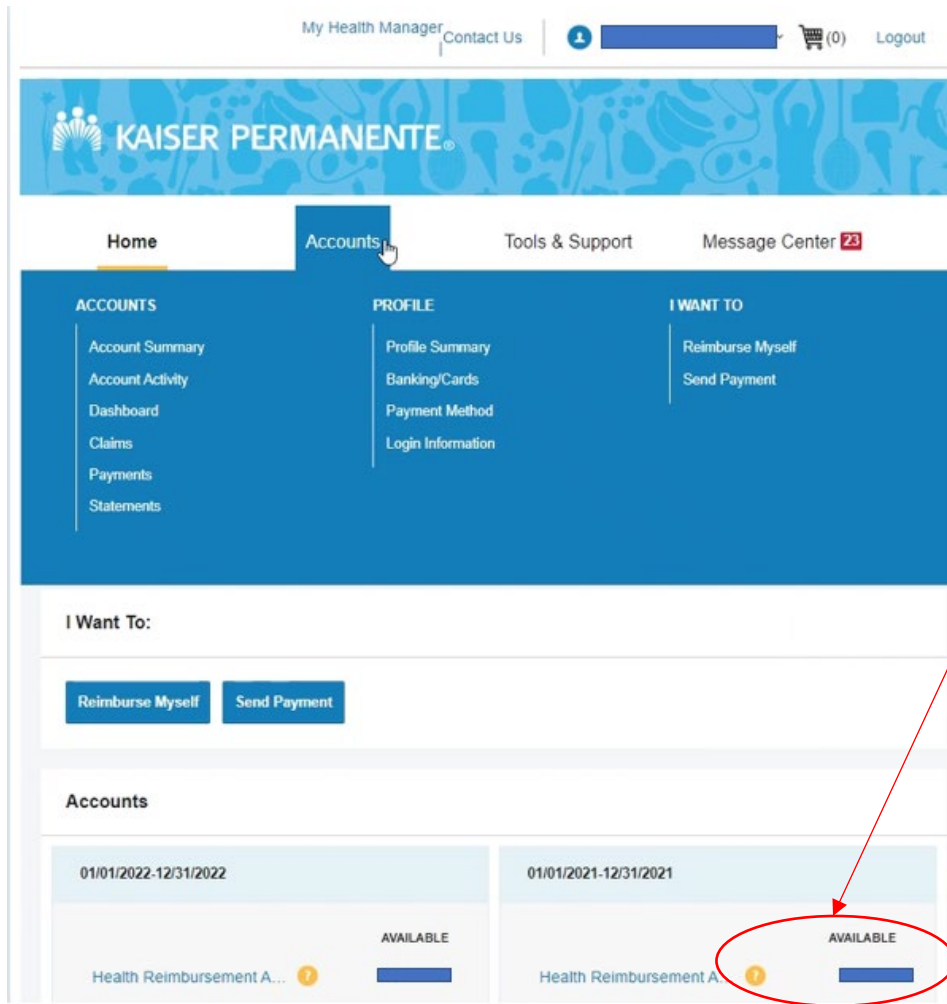 My Health Manager
|
Contact Us
(0)
Logout
KAISER PERMANENTE®
Home
Accounts
Tools & Support
Message Center 23
ACCOUNTS
Account Summary
Account Activity
Dashboard
Claims
Payments
Statements
PROFILE
Profile Summary
Banking/Cards
Payment Method
Login Information
I WANT TO
Reimburse Myself
Send Payment
I Want To:
Reimburse Myself
Send Payment
Accounts
01/01/2022-12/31/2022
AVAILABLE
Health Reimbursement A... ?
01/01/2021-12/31/2021
AVAILABLE
Health Reimbursement A... ?